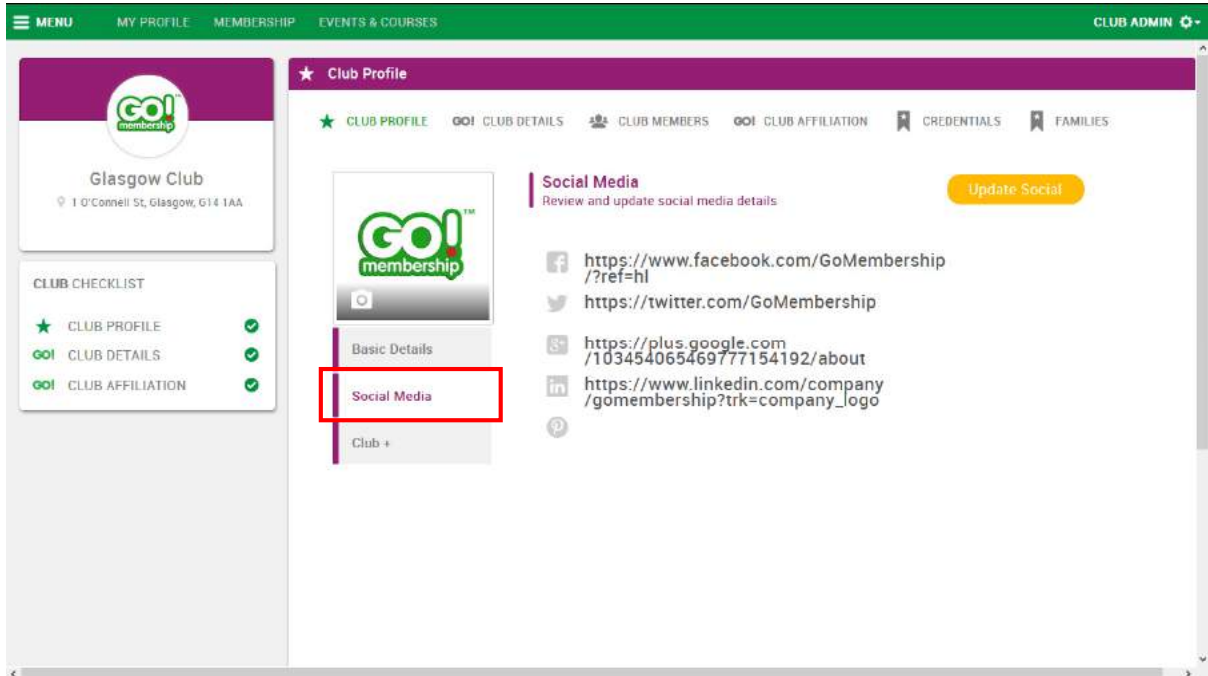 MENU MY PROFILE MEMBERSHIP EVENTS & COURSES CLUB ADMIN
GO!
membership
Glasgow Club
1 O'Connell St, Glasgow, G14 1AA
CLUB CHECKLIST
CLUB PROFILE
GO! CLUB DETAILS
GO! CLUB AFFILIATION
Club Profile
CLUB PROFILE GO! CLUB DETAILS CLUB MEMBERS GO! CLUB AFFILIATION CREDENTIALS FAMILIES
GO!™
membership
Basic Details
Social Media
Club +
Social Media
Review and update social media details
Update Social
https://www.facebook.com/GoMembership
/?ref=hl
https://twitter.com/GoMembership
https://plus.google.com
/103454065469777154192/about
https://www.linkedin.com/company
/gomembership?trk=company_logo